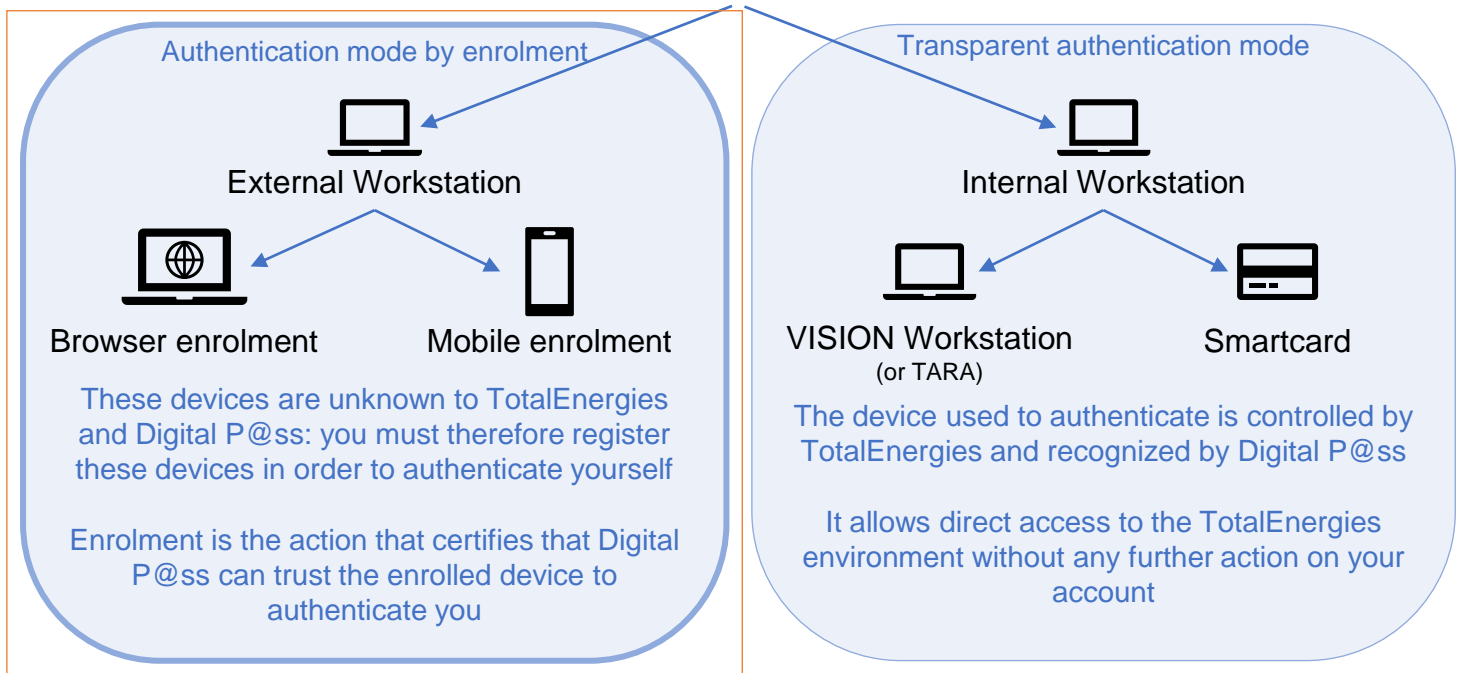 Authentication mode by enrolment
External Workstation
Browser enrolment
Mobile enrolment
These devices are unknown to TotalEnergies
and Digital P@ss: you must therefore register
these devices in order to authenticate yourself
Enrolment is the action that certifies that Digital
P@ss can trust the enrolled device to
authenticate you
Transparent authentication mode
Internal Workstation
VISION Workstation
(or TARA)
Smartcard
The device used to authenticate is controlled by
TotalEnergies and recognized by Digital P@ss
It allows direct access to the TotalEnergies
environment without any further action on your
account